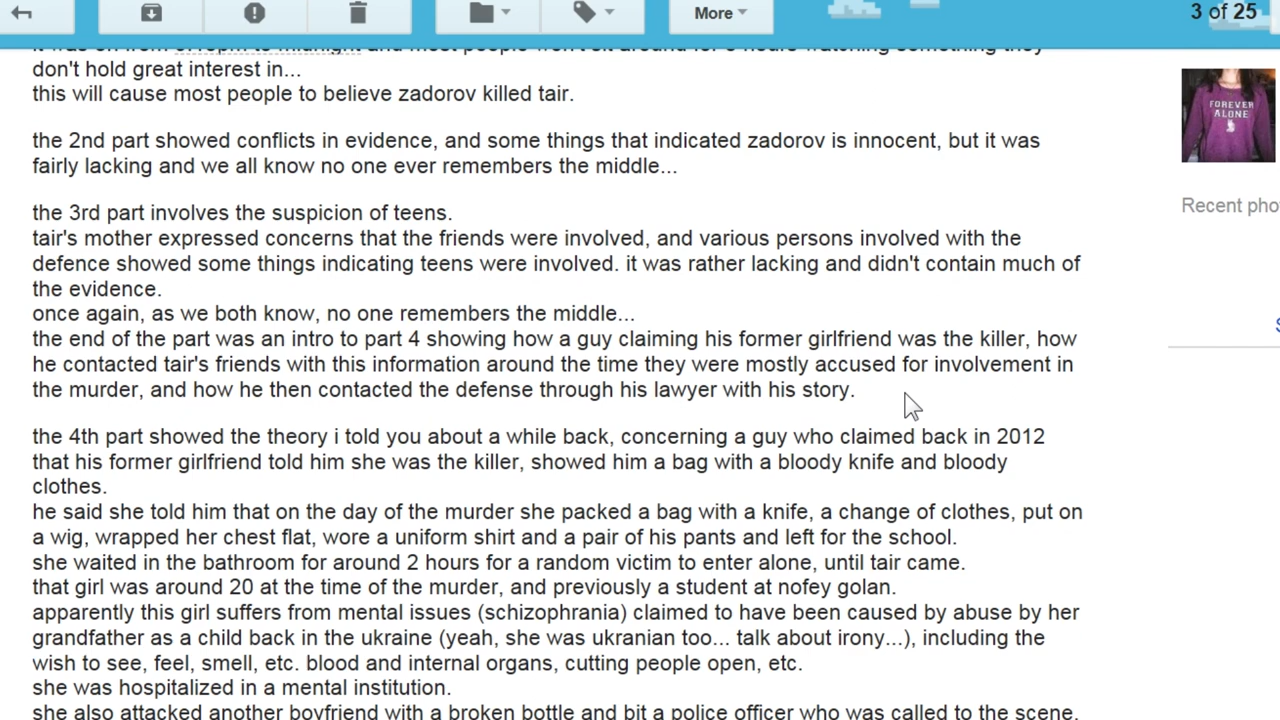 More
3 of 25
don't hold great interest in...
this will cause most people to believe zadorov killed tair.
the 2nd part showed conflicts in evidence, and some things that indicated zadorov is innocent, but it was
fairly lacking and we all know no one ever remembers the middle...
the 3rd part involves the suspicion of teens.
tair's mother expressed concerns that the friends were involved, and various persons involved with the
defence showed some things indicating teens were involved. it was rather lacking and didn't contain much of
the evidence.
once again, as we both know, no one remembers the middle...
the end of the part was an intro to part 4 showing how a guy claiming his former girlfriend was the killer, how
he contacted tair's friends with this information around the time they were mostly accused for involvement in
the murder, and how he then contacted the defense through his lawyer with his story.
the 4th part showed the theory i told you about a while back, concerning a guy who claimed back in 2012
that his former girlfriend told him she was the killer, showed him a bag with a bloody knife and bloody
clothes.
he said she told him that on the day of the murder she packed a bag with a knife, a change of clothes, put on
a wig, wrapped her chest flat, wore a uniform shirt and a pair of his pants and left for the school.
she waited in the bathroom for around 2 hours for a random victim to enter alone, until tair came.
that girl was around 20 at the time of the murder, and previously a student at nofey golan.
apparently this girl suffers from mental issues (schizophrania) claimed to have been caused by abuse by her
grandfather as a child back in the ukraine (yeah, she was ukranian too... talk about irony...), including the
wish to see, feel, smell, etc. blood and internal organs, cutting people open, etc.
she was hospitalized in a mental institution.
she also attacked another boyfriend with a broken bottle and bit a police officer who was called to the scene.
FOREVER
ALONE
Recent pho